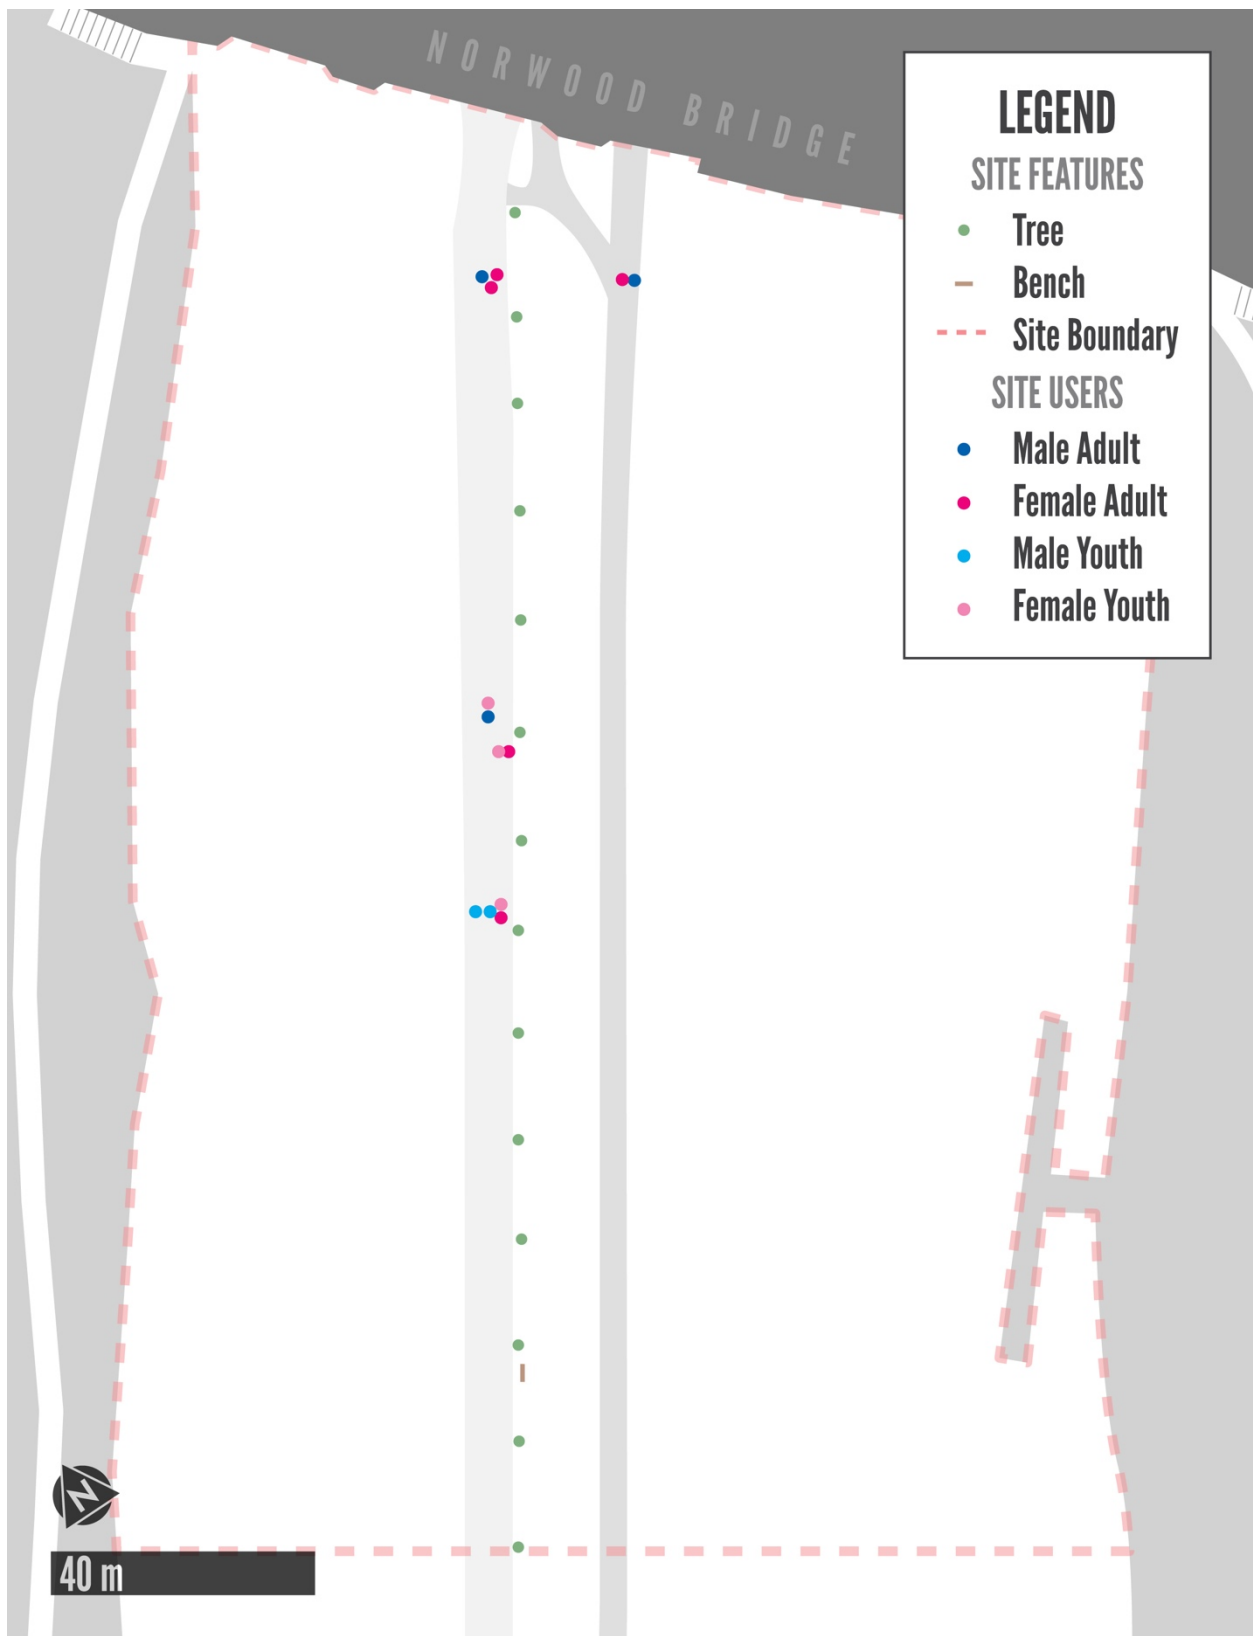 NORWOOD BRIDGE
LEGEND
SITE FEATURES
Tree
Bench
Site Boundary
SITE USERS
Male Adult
Female Adult
Male Youth
Female Youth
N
40 m